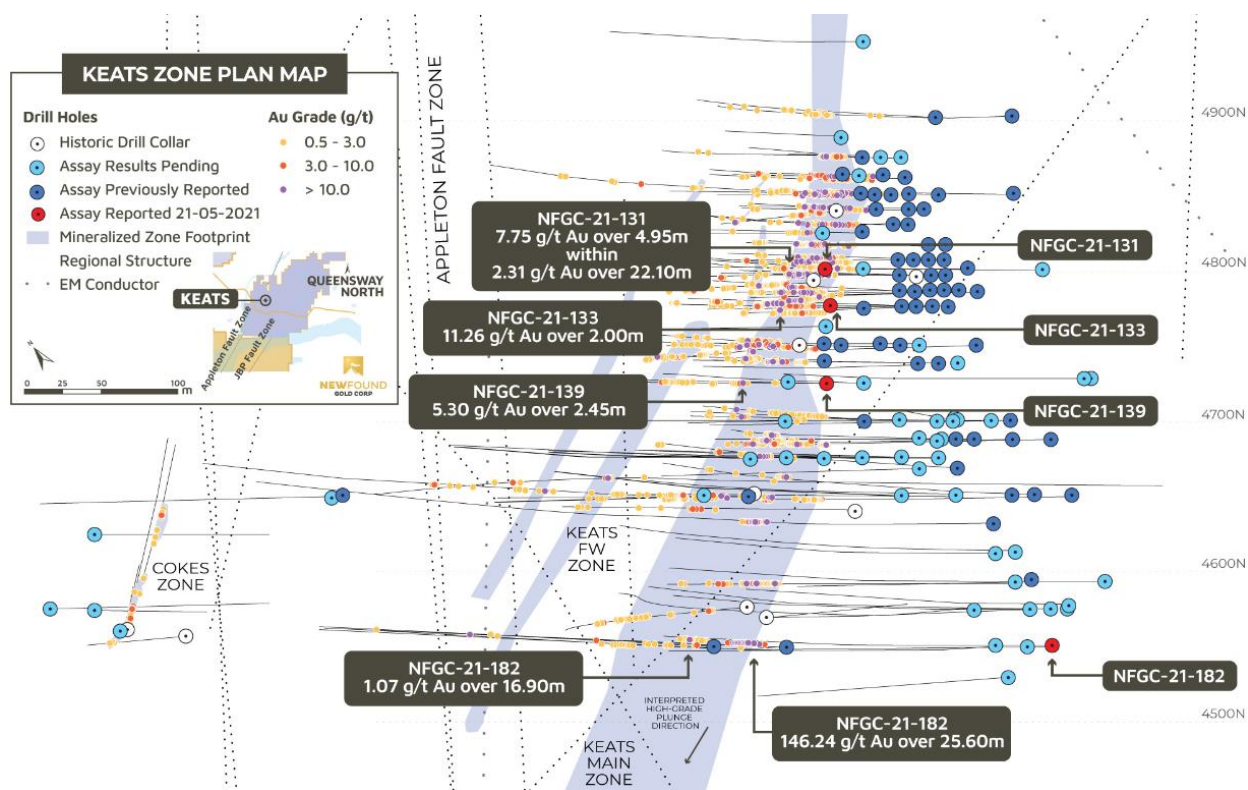 KEATS ZONE PLAN MAP
Drill Holes
Historic Drill Collar
Assay Results Pending
Assay Previously Reported
Assay Reported 21-05-2021
Mineralized Zone Footprint
Regional Structure
EM Conductor
Au Grade (g/t)
0.5 - 3.0
3.0 - 10.0
> 10.0
QUEENSWAY
NORTH
KEATS
Appleton Fault Zone
JBP Fault Zone
N
0 25 50 100
m
NEWFOUND
GOLD CORP
APPLETON FAULT ZONE
4900N
4800N
4700N
4600N
4500N
NFGC-21-131
7.75 g/t Au over 4.95m
within
2.31 g/t Au over 22.10m
NFGC-21-131
NFGC-21-133
11.26 g/t Au over 2.00m
NFGC-21-133
NFGC-21-139
5.30 g/t Au over 2.45m
NFGC-21-139
COKES
ZONE
KEATS
FW
ZONE
NFGC-21-182
1.07 g/t Au over 16.90m
NFGC-21-182
INTERPRETED
HIGH-GRADE
PLUNGE
DIRECTION
NFGC-21-182
146.24 g/t Au over 25.60m
KEATS
MAIN
ZONE